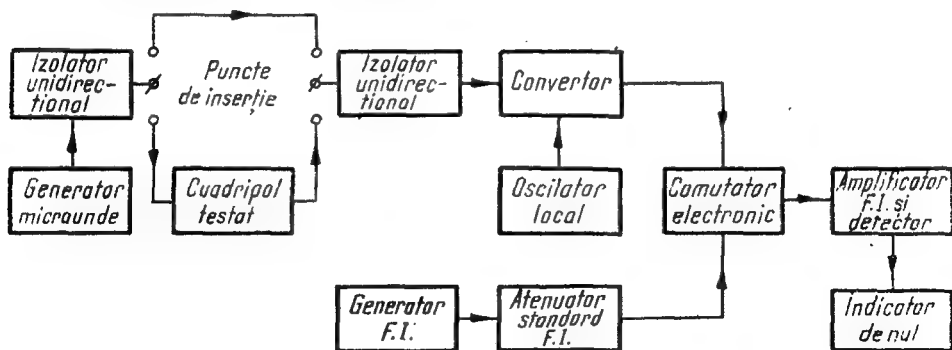 Izolator
unidirec-
tional
Puncte
de inserție
Izolator
unidirec-
tional
Convertor
Generator
microunde
Cuadripol
testat
Oscilator
local
Comutator
electronic
Amplificator
F.I. si
detector
Generator
F.I.
Atenuator
standard
F.I.
Indicator
de nul